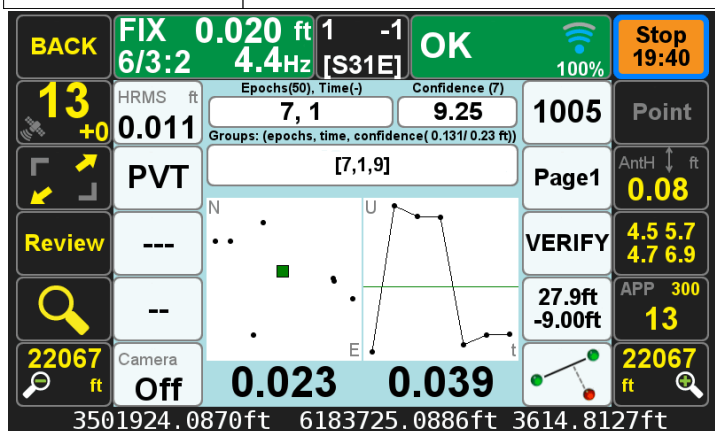 BACK
FIX 0.020 ft
6/3:2 4.4Hz
1 -1
[S31E]
OK
100%
Stop
19:40
13
+0
HRMS ft
0.011
Epochs(50), Time(-)
7, 1
Confidence (7)
9.25
Groups: (epochs, time, confidence( 0.131/ 0.23 ft))
[7,1,9]
1005
Point
PVT
Page1
AntH ft
0.08
Review
---
N
E
U
t
VERIFY
4.5 5.7
4.7 6.9
--
27.9ft
-9.00ft
APP 300
13
22067
ft
Camera
Off
0.023
0.039
22067
ft
3501924.0870ft 6183725.0886ft 3614.8127ft